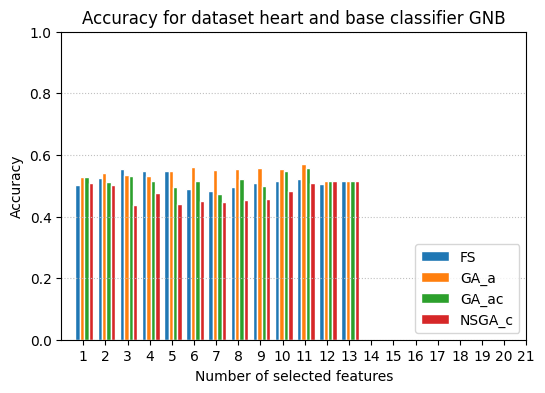 Accuracy for dataset heart and base classifier GNB
1.0
0.8
0.6
0.4
0.2
0.0
Accuracy
FS
GA_a
GA_ac
NSGA_c
1 2 3 4 5 6 7 8 9 10 11 12 13 14 15 16 17 18 19 20 21
Number of selected features